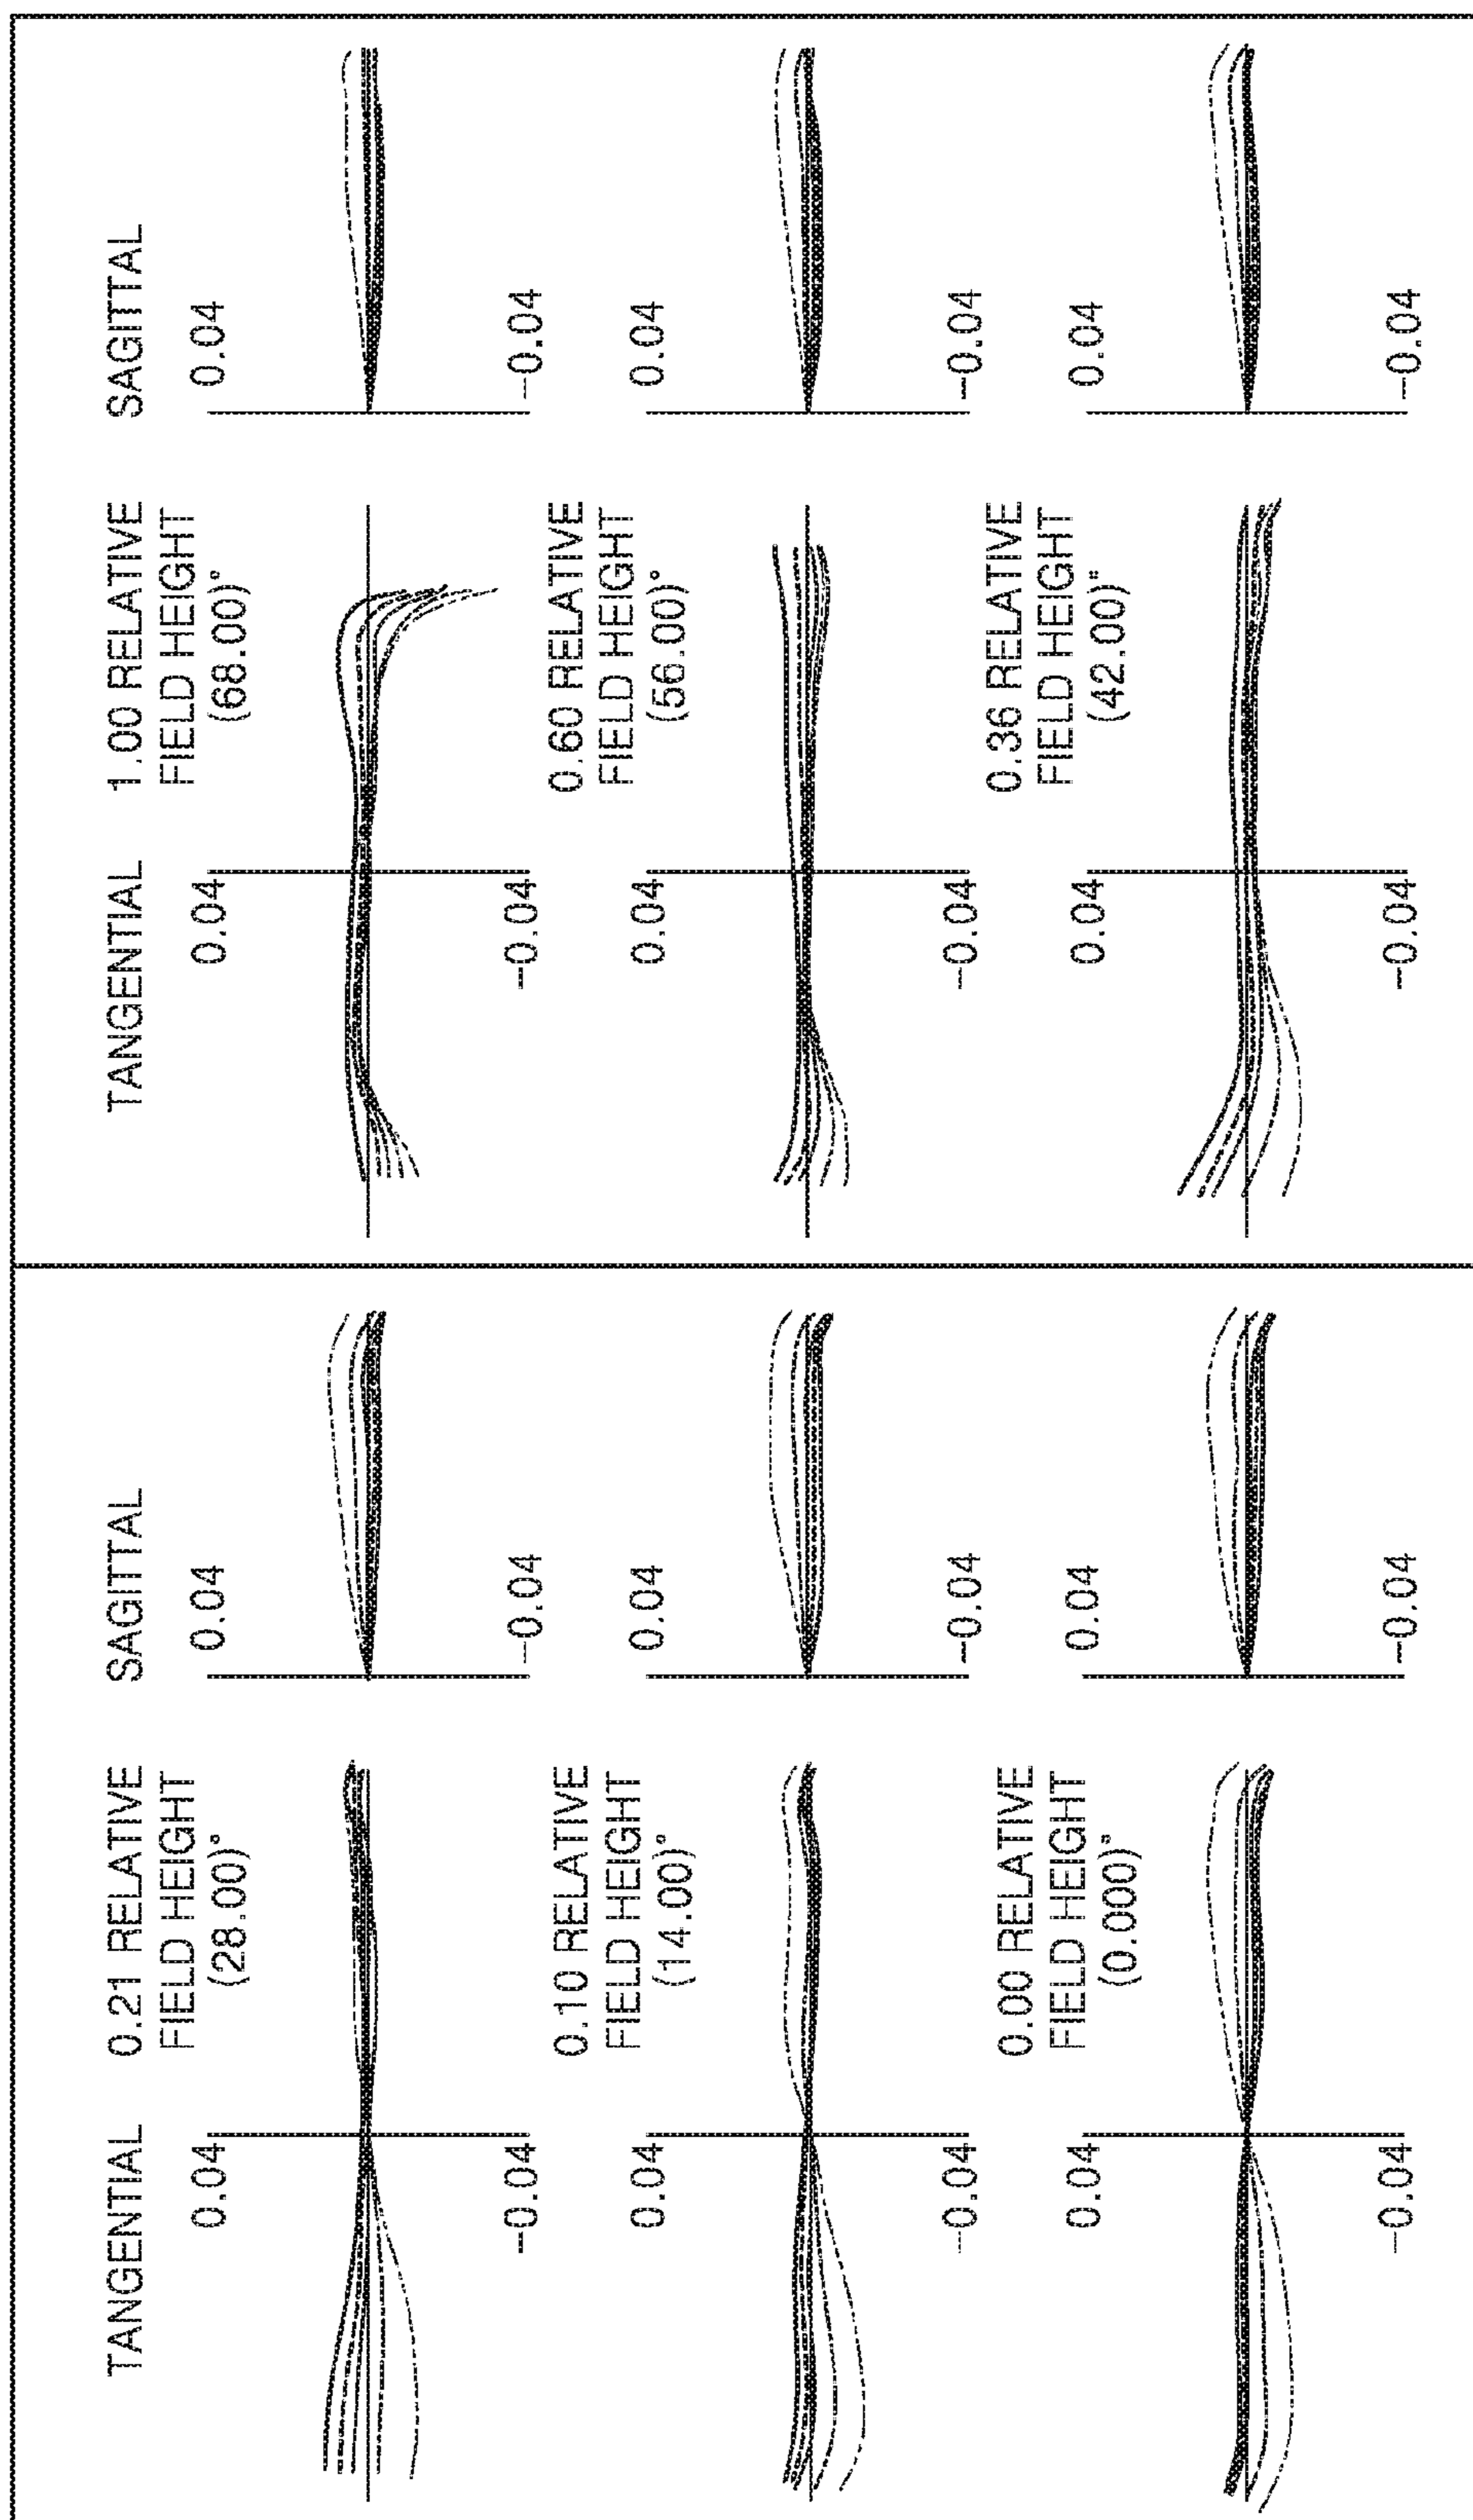 TANGENTIAL
1.00 RELATIVE
FIELD HEIGHT
(68.00)°
SAGITTAL
0.04
-0.04
0.04
-0.04
0.60 RELATIVE
FIELD HEIGHT
(56.00)°
0.04
-0.04
0.04
-0.04
0.36 RELATIVE
FIELD HEIGHT
(42.00)°
0.04
-0.04
0.04
-0.04
TANGENTIAL
0.21 RELATIVE
FIELD HEIGHT
(28.00)°
SAGITTAL
0.04
-0.04
0.04
-0.04
0.10 RELATIVE
FIELD HEIGHT
(14.00)°
0.04
-0.04
0.04
-0.04
0.00 RELATIVE
FIELD HEIGHT
(0.000)°
0.04
-0.04
0.04
-0.04